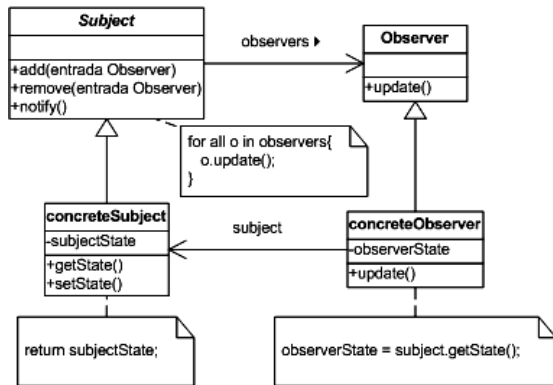 Subject
+add(entrada Observer)
+remove(entrada Observer)
+notify()
observers
Observer
+update()
for all o in observers{
o.update();
}
concreteSubject
-subjectState
+getState()
+setState()
subject
concreteObserver
-observerState
+update()
return subjectState;
observerState = subject.getState();